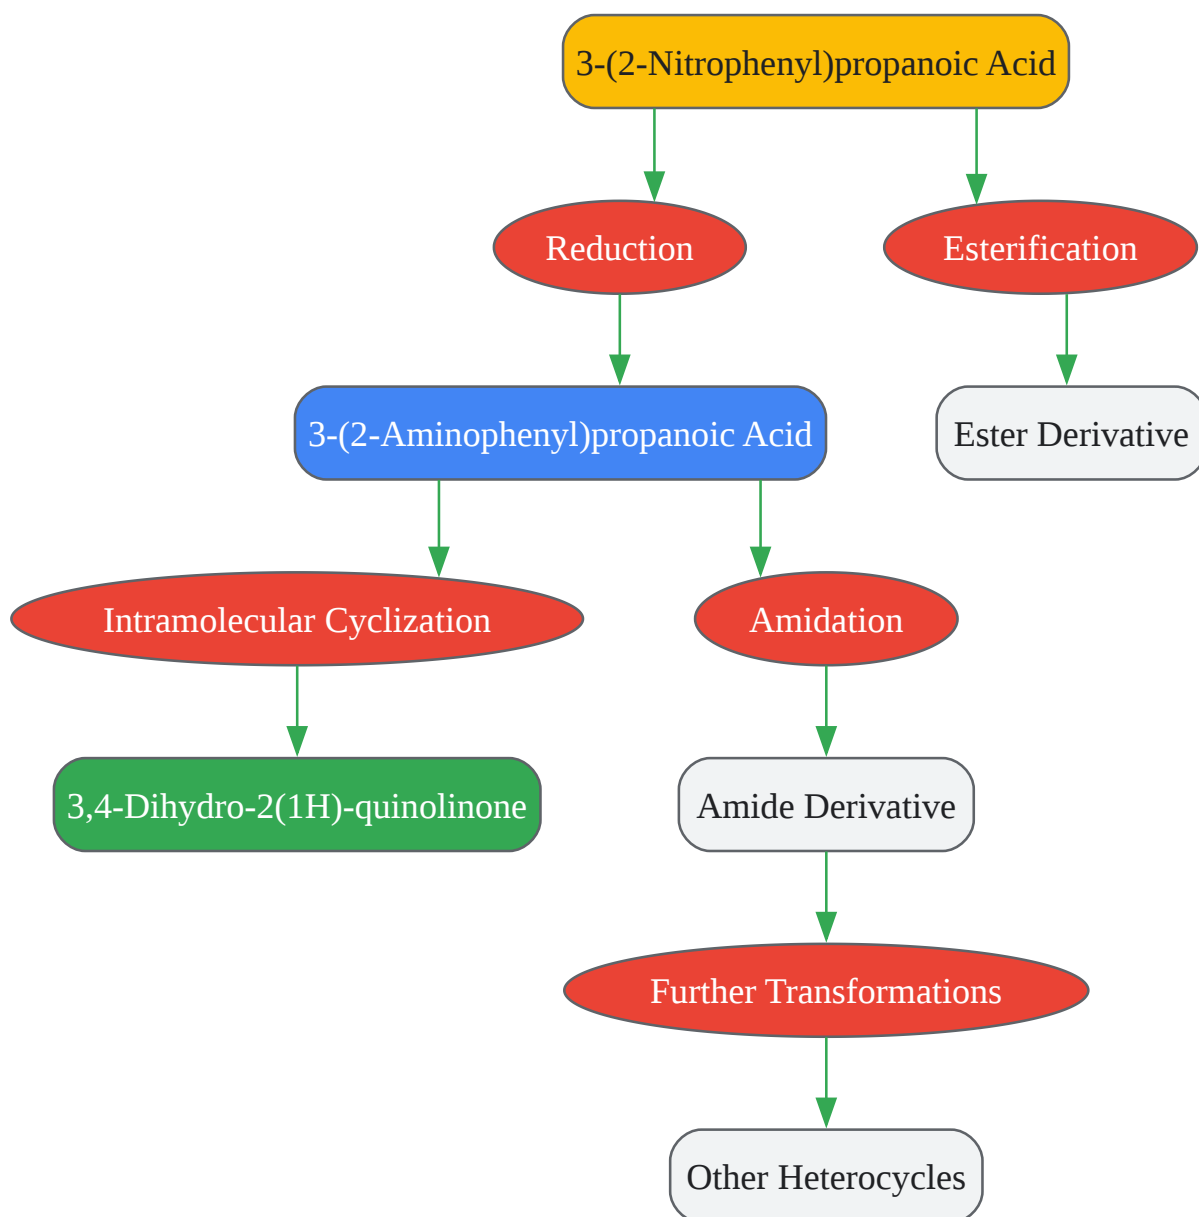 3-(2-Nitrophenyl)propanoic Acid
Reduction
Esterification
3-(2-Aminophenyl)propanoic Acid
Ester Derivative
Intramolecular Cyclization
Amidation
3,4-Dihydro-2(1H)-quinolinone
Amide Derivative
Further Transformations
Other Heterocycles